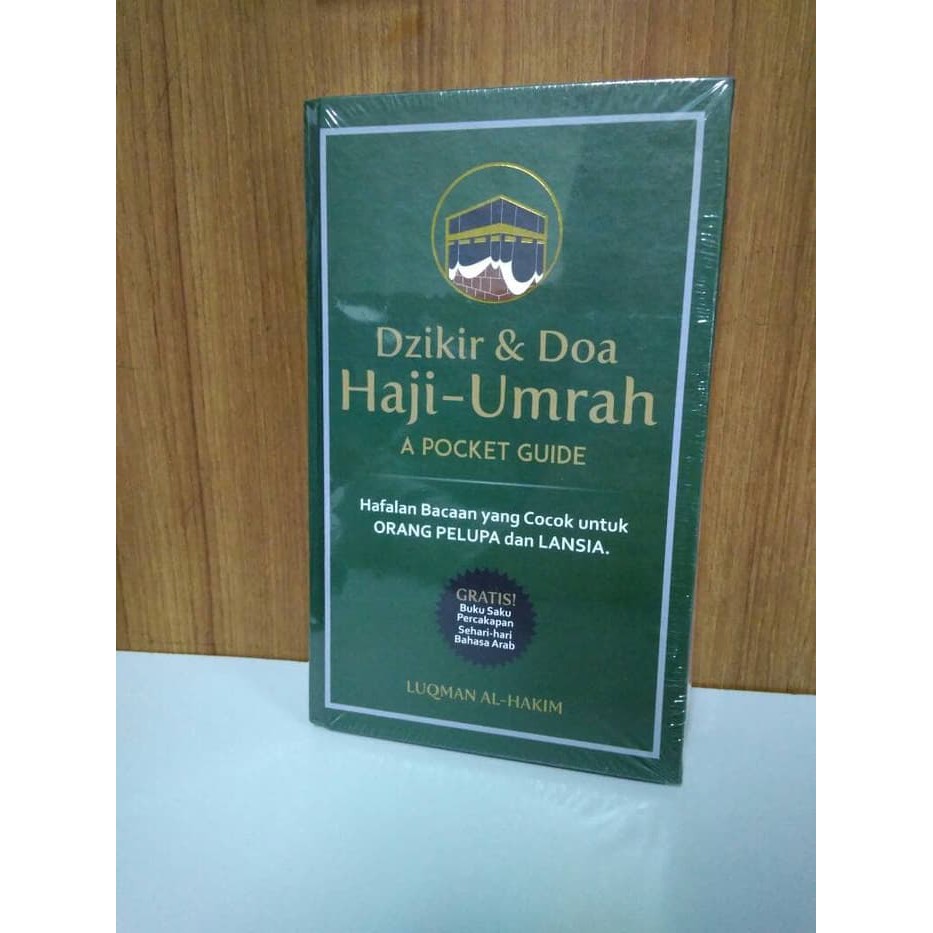 Dzikir & Doa
Haji-Umrah
A POCKET GUIDE
Hafalan Bacaan yang Cocok untuk
ORANG PELUPA dan LANSIA.
GRATIS!
Buku Saku
Percakapan
Sehari-hari
Bahasa Arab
LUQMAN AL-HAKIM